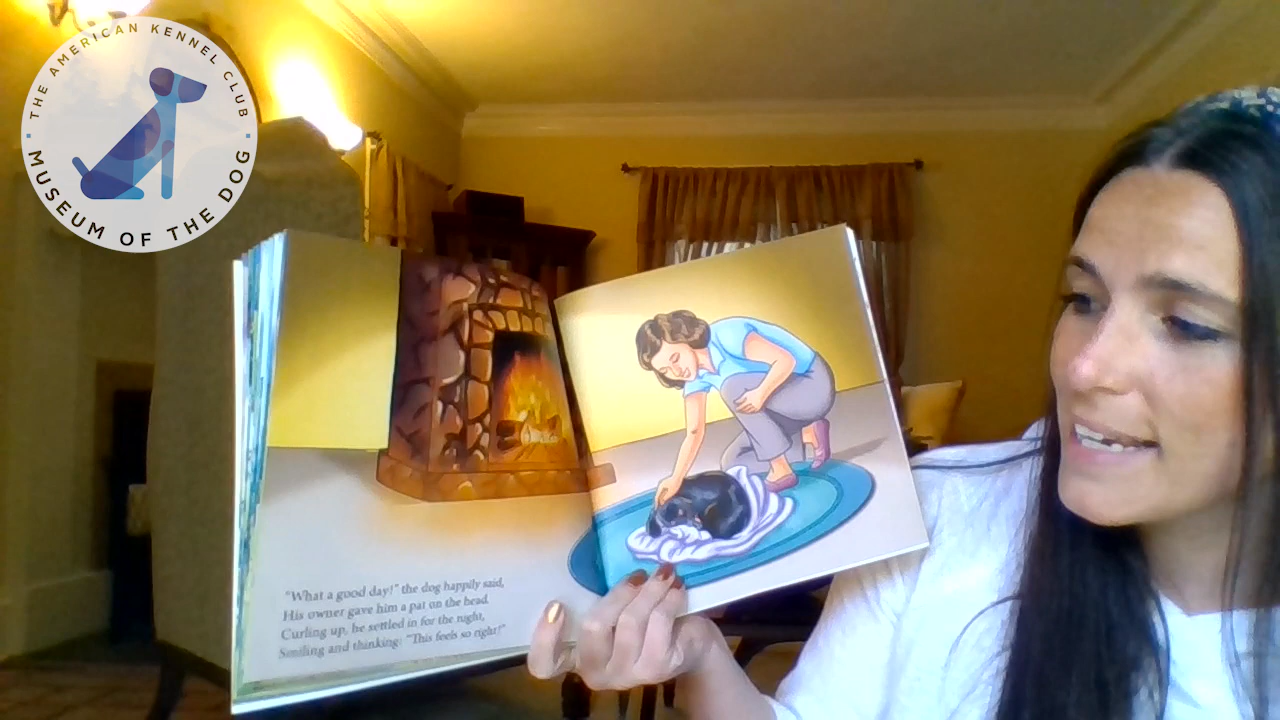 THE AMERICAN KENNEL CLUB
MUSEUM OF THE DOG
"What a good day!" the dog happily said,
His owner gave him a pat on the head.
Curling up, he settled in for the night,
Smiling and thinking: "This feels so right!"